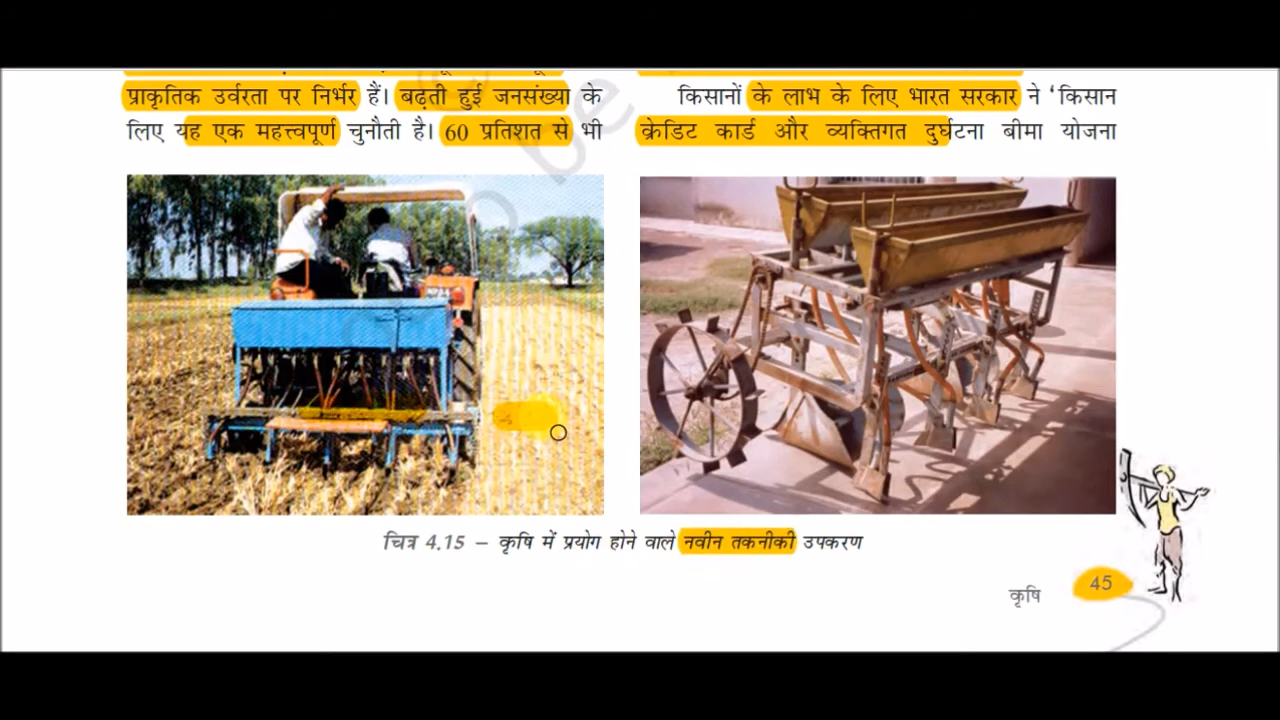 प्राकृतिक उर्वरता पर निर्भर हैं। बढ़ती हुई जनसंख्या के
लिए यह एक महत्त्वपूर्ण चुनौती है। 60 प्रतिशत से भी
किसानों के लाभ के लिए भारत सरकार ने ‘किसान
क्रेडिट कार्ड और व्यक्तिगत दुर्घटना बीमा योजना
चित्र 4.15 – कृषि में प्रयोग होने वाले नवीन तकनीकी उपकरण
कृषि 45